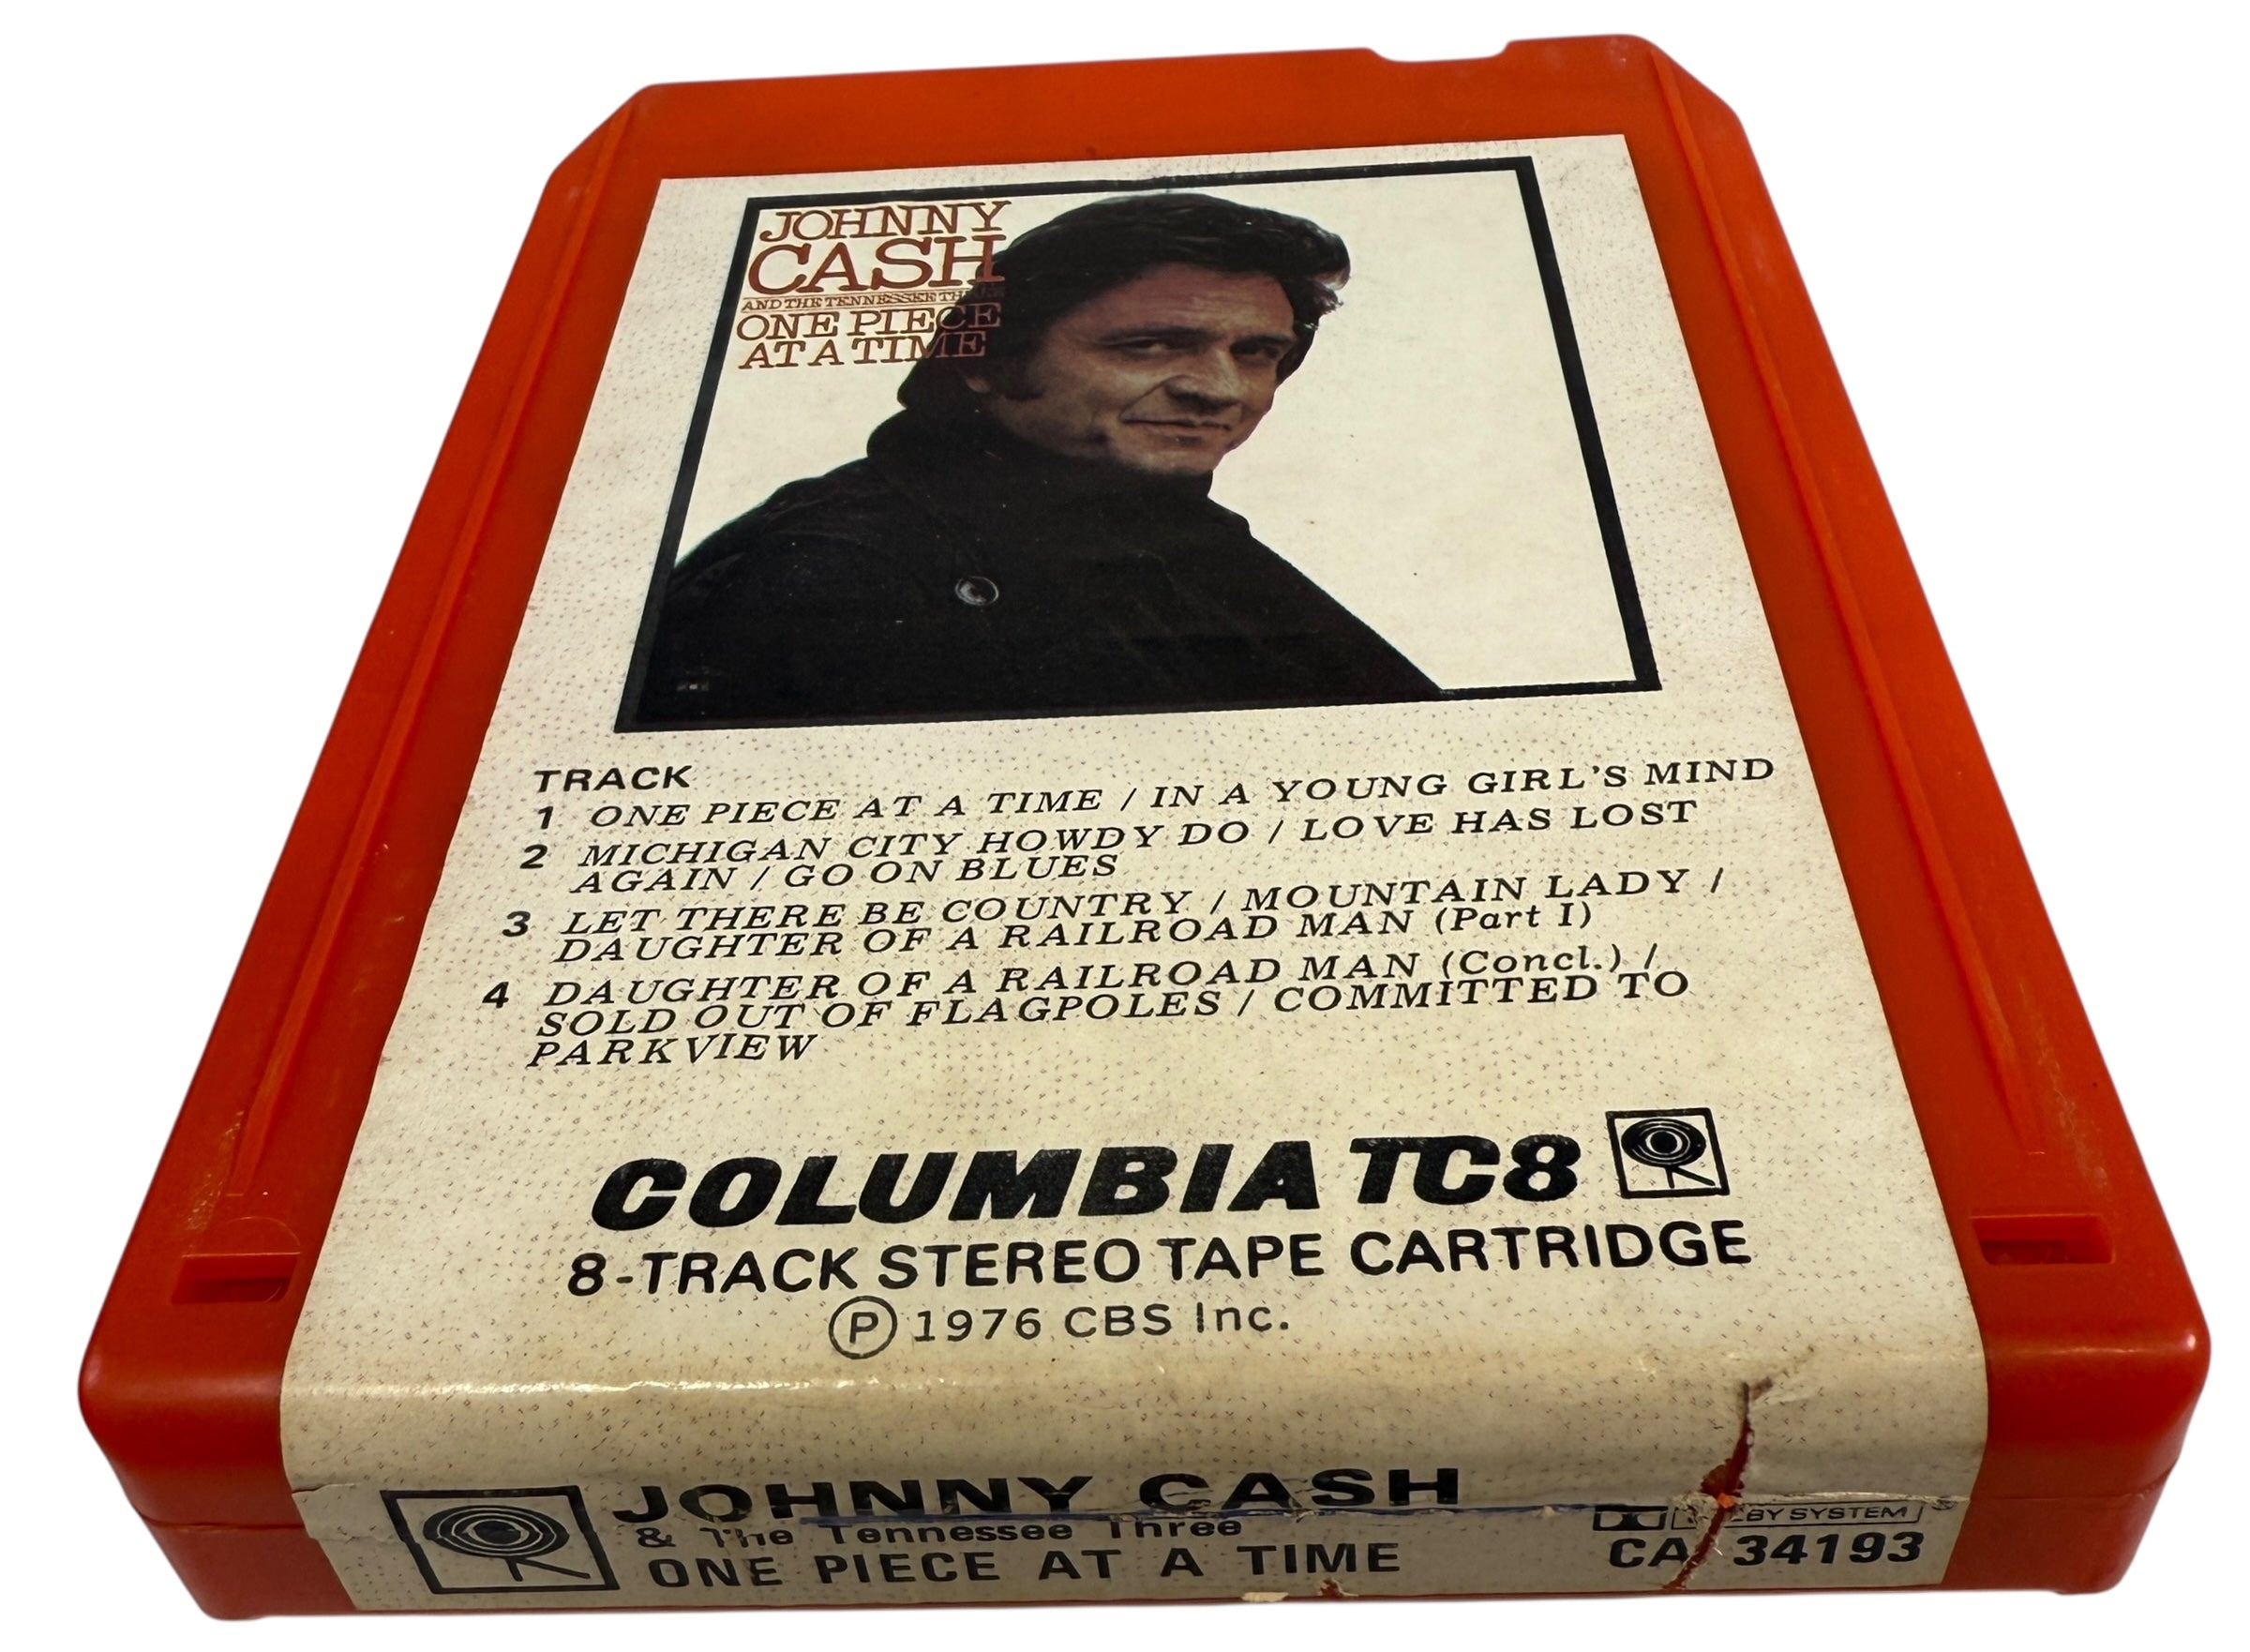 JOHNNY
CASH
AND THE TENNESSEE THREE
ONE PIECE
AT A TIME
TRACK
1 ONE PIECE AT A TIME / IN A YOUNG GIRL'S MIND
2 MICHIGAN CITY HOWDY DO / LOVE HAS LOST
AGAIN / GO ON BLUES
3 LET THERE BE COUNTRY / MOUNTAIN LADY /
DAUGHTER OF A RAILROAD MAN (Part I)
4 DAUGHTER OF A RAILROAD MAN (Concl.) /
SOLD OUT OF FLAGPOLES / COMMITTED TO
PARKVIEW
COLUMBIA TC8
8-TRACK STEREO TAPE CARTRIDGE
Ⓟ 1976 CBS Inc.
JOHNNY CASH
& The Tennessee Three
ONE PIECE AT A TIME
SYSTEM
CA 34193